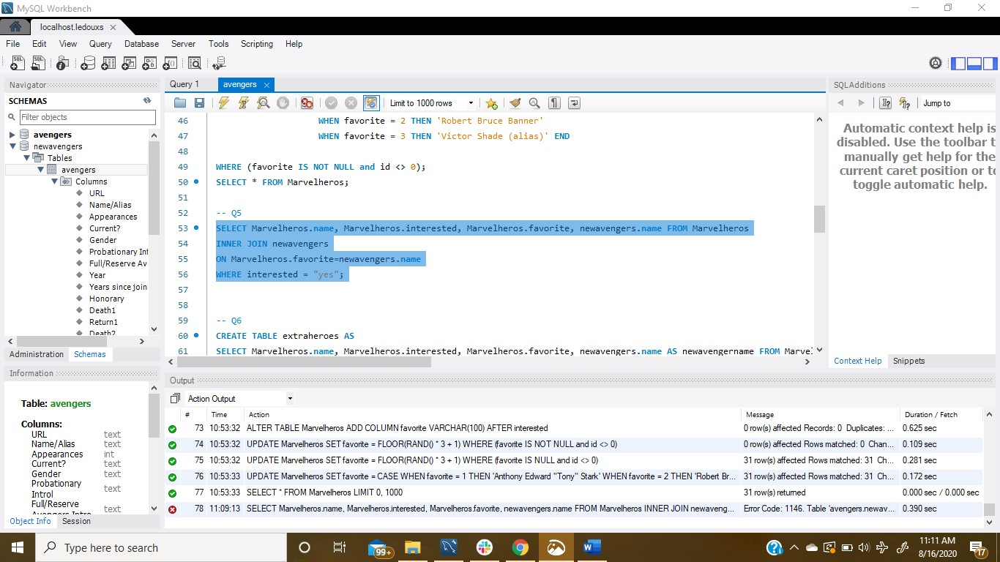 MySQL Workbench
localhost.ledouxs
File Edit View Query Database Server Tools Scripting Help
Navigator
SCHEMAS
Filter objects
avengers
newavengers
Tables
avengers
Columns
URL
Name/Alias
Appearances
Current?
Gender
Probationary Int
Full/Reserve Av
Year
Years since join
Honorary
Death1
Return1
Death2
Administration Schemas
Information
Table: avengers
Columns:
URL text
Name/Alias text
Appearances int
Current? text
Gender text
Probationary
Introl text
Full/Reserve
Avengers Intro text
Object Info Session
Query 1 avengers
Limit to 1000 rows
46 WHEN favorite = 2 THEN 'Robert Bruce Banner'
47 WHEN favorite = 3 THEN 'Victor Shade (alias)' END
48
49 WHERE (favorite IS NOT NULL and id <> 0);
50 SELECT * FROM Marvelheros;
51
52 -- Q5
53 SELECT Marvelheros.name, Marvelheros.interested, Marvelheros.favorite, newavengers.name FROM Marvelheros
54 INNER JOIN newavengers
55 ON Marvelheros.favorite=newavengers.name
56 WHERE interested = "yes";
57
58
59 -- Q6
60 CREATE TABLE extraheroes AS
61 SELECT Marvelheros.name, Marvelheros.interested, Marvelheros.favorite, newavengers.name AS newavengername FROM Marvel
SQLAdditions
Jump to
Automatic context help is
disabled. Use the toolbar t
manually get help for the
current caret position or to
toggle automatic help.
Context Help Snippets
Output
Action Output
# Time Action Message Duration / Fetch
73 10:53:32 ALTER TABLE Marvelheros ADD COLUMN favorite VARCHAR(100) AFTER interested 0 row(s) affected Records: 0 Duplicates: ... 0.625 sec
74 10:53:32 UPDATE Marvelheros SET favorite = FLOOR(RAND() * 3 + 1) WHERE (favorite IS NOT NULL and id <> 0) 0 row(s) affected Rows matched: 0 Chan... 0.109 sec
75 10:53:32 UPDATE Marvelheros SET favorite = FLOOR(RAND() * 3 + 1) WHERE (favorite IS NULL and id <> 0) 31 row(s) affected Rows matched: 31 Ch... 0.281 sec
76 10:53:33 UPDATE Marvelheros SET favorite = CASE WHEN favorite = 1 THEN 'Anthony Edward "Tony" Stark' WHEN favorite = 2 THEN 'Robert Br... 31 row(s) affected Rows matched: 31 Ch... 0.172 sec
77 10:53:33 SELECT * FROM Marvelheros LIMIT 0, 1000 31 row(s) returned 0.000 sec / 0.000 sec
78 11:09:13 SELECT Marvelheros.name, Marvelheros.interested, Marvelheros.favorite, newavengers.name FROM Marvelheros INNER JOIN newaveng... Error Code: 1146. Table 'avengers.newav... 0.390 sec
Type here to search
99+
11:11 AM
8/16/2020
17